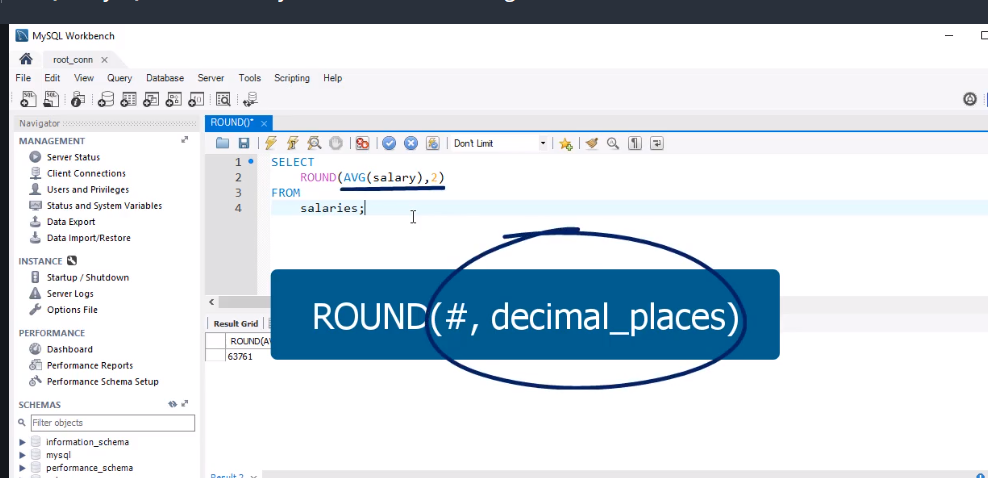 MySQL Workbench
root_conn
File Edit View Query Database Server Tools Scripting Help
Navigator
MANAGEMENT
Server Status
Client Connections
Users and Privileges
Status and System Variables
Data Export
Data Import/Restore
INSTANCE
Startup / Shutdown
Server Logs
Options File
PERFORMANCE
Dashboard
Performance Reports
Performance Schema Setup
SCHEMAS
Filter objects
information_schema
mysql
performance_schema
ROUND()*
Don't Limit
1 SELECT
2 ROUND(AVG(salary),2)
3 FROM
4 salaries;
ROUND(#, decimal_places)
Result Grid
ROUND(AV
63761
Result 2